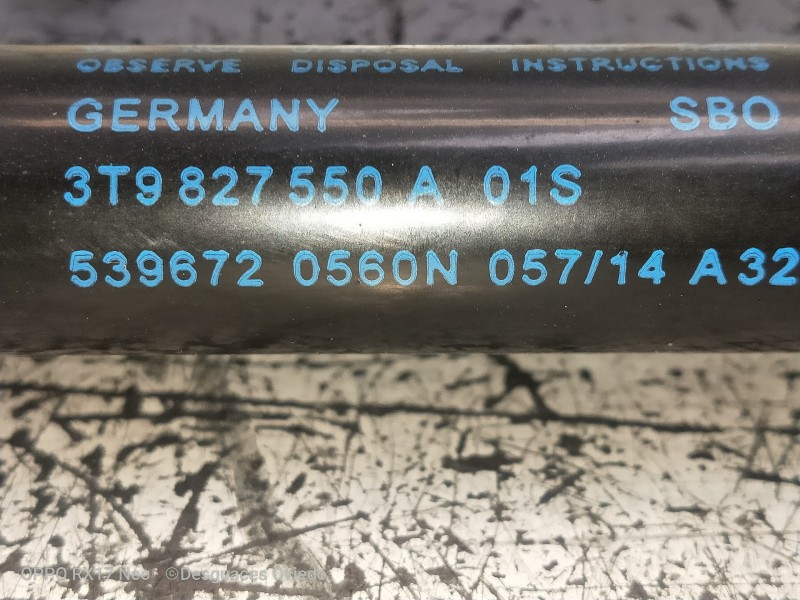 OBSERVE DISPOSAL INSTRUCTIONS
GERMANY SBO
3T9 827 550 A 01S
539672 0560N 057/14 A32
OPPO RX17 Neo ©Desguaces Oviedo